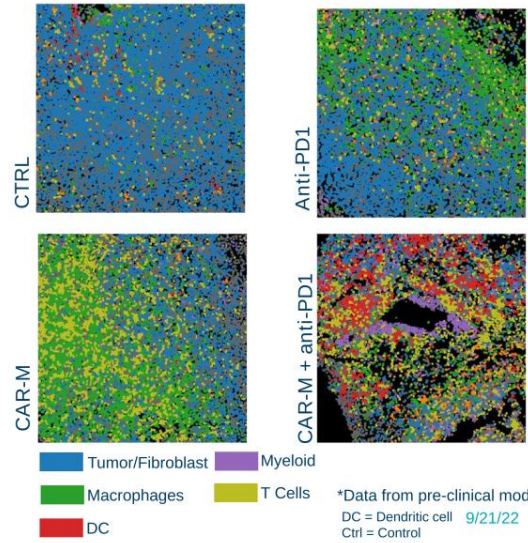 CTRL
Anti-PD1
CAR-M
CAR-M + anti-PD1
Tumor/Fibroblast
Myeloid
Macrophages
T Cells
DC
*Data from pre-clinical mod
DC = Dendritic cell 9/21/22
Ctrl = Control